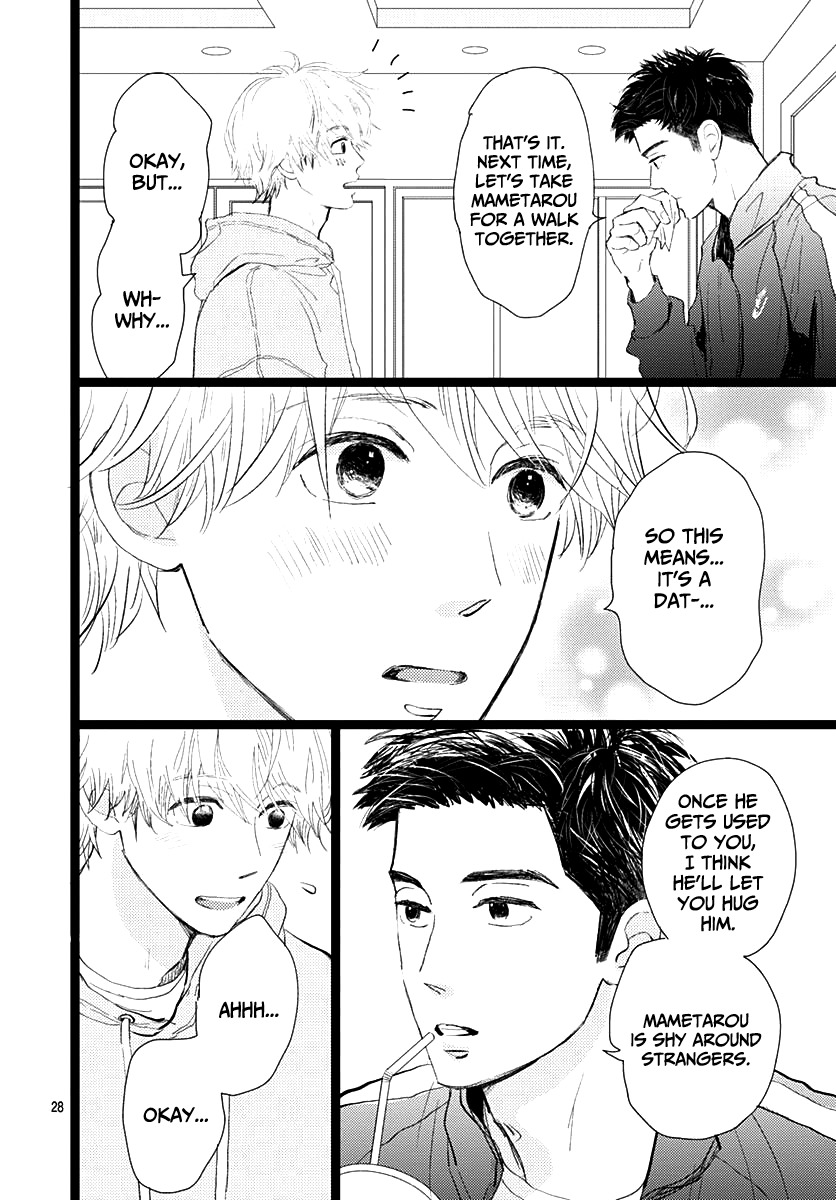 THAT'S IT.
NEXT TIME,
LET'S TAKE
MAMETAROU
FOR A WALK
TOGETHER.
OKAY,
BUT...
WH-
WHY...
SO THIS
MEANS...
IT'S A
DAT-...
ONCE HE
GETS USED
TO YOU,
I THINK
HE'LL LET
YOU HUG
HIM.
MAMETAROU
IS SHY AROUND
STRANGERS.
AHHH...
OKAY...
28